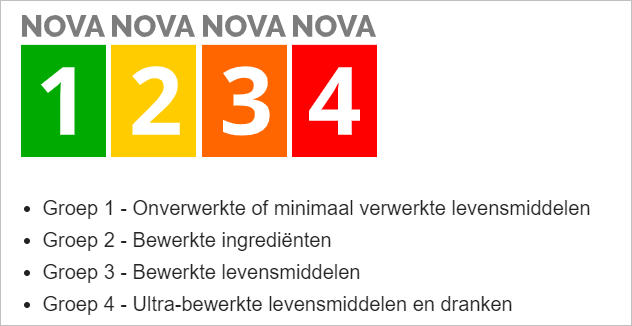 NOVA NOVA NOVA NOVA
1 2 3 4
• Groep 1 - Onverwerkte of minimaal verwerkte levensmiddelen
• Groep 2 - Bewerkte ingrediënten
• Groep 3 - Bewerkte levensmiddelen
• Groep 4 - Ultra-bewerkte levensmiddelen en dranken